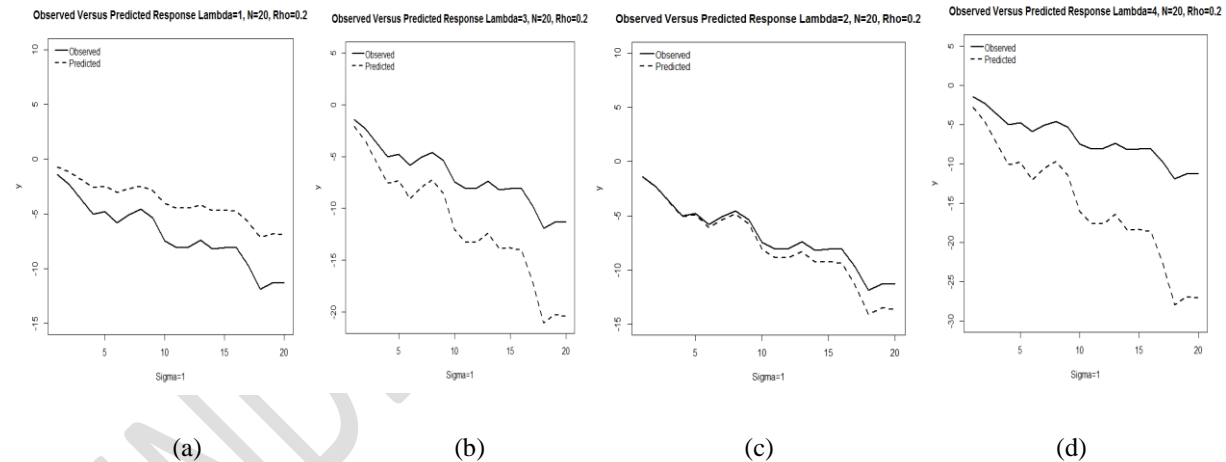 Observed Versus Predicted Response Lambda=1, N=20, Rho=0.2
Observed
Predicted
10
5
0
-5
-10
-15
y
5
10
15
20
Sigma=1
(a)
Observed Versus Predicted Response Lambda=3, N=20, Rho=0.2
Observed
Predicted
5
0
-5
-10
-15
-20
y
5
10
15
20
Sigma=1
(b)
Observed Versus Predicted Response Lambda=2, N=20, Rho=0.2
Observed
Predicted
10
5
0
-5
-10
-15
y
5
10
15
20
Sigma=1
(c)
Observed Versus Predicted Response Lambda=4, N=20, Rho=0.2
Observed
Predicted
5
0
-5
-10
-15
-20
-25
-30
y
5
10
15
20
Sigma=1
(d)